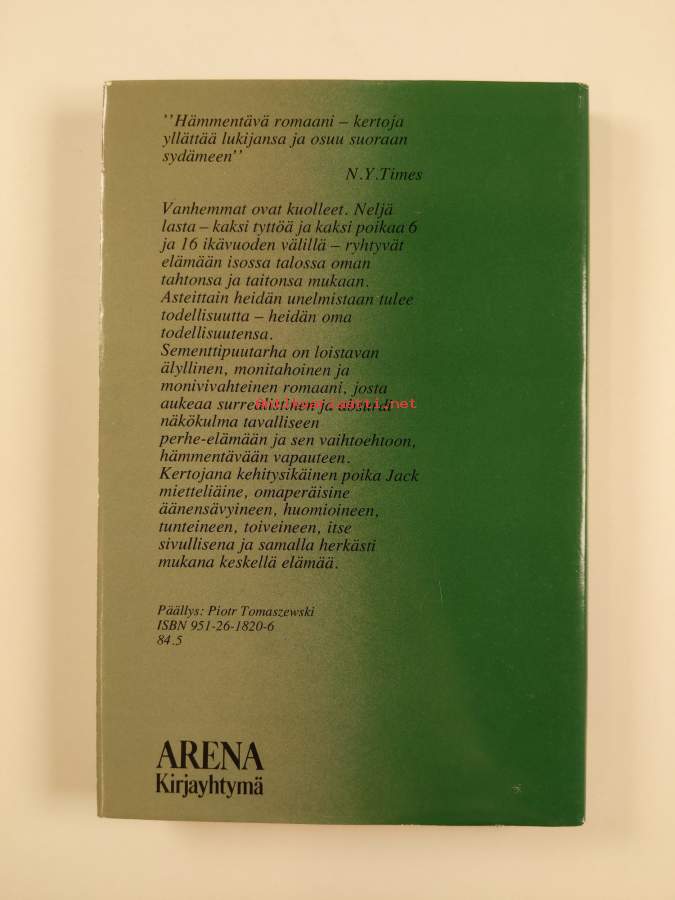 ''Hämmentävä romaani – kertoja
yllättää lukijansa ja osuu suoraan
sydämeen''
N.Y.Times
Vanhemmat ovat kuolleet. Neljä
lasta – kaksi tyttöä ja kaksi poikaa 6
ja 16 ikävuoden välillä – ryhtyvät
elämään isossa talossa oman
tahtonsa ja taitonsa mukaan.
Asteittain heidän unelmistaan tulee
todellisuutta – heidän oma
todellisuutensa.
Sementtipuutarha on loistavan
älyllinen, monitahoinen ja
monivivahteinen romaani, josta
aukeaa surrealistinen ja absurdi
näkökulma tavalliseen
perhe-elämään ja sen vaihtoehtoon,
hämmentävään vapauteen.
Kertojana kehitysikäinen poika Jack
mietteliäine, omaperäisine
äänensävyineen, huomioineen,
tunteineen, toiveineen, itse
sivullisena ja samalla herkästi
mukana keskellä elämää.
Päällys: Piotr Tomaszewski
ISBN 951-26-1820-6
84.5
ARENA
Kirjayhtymä